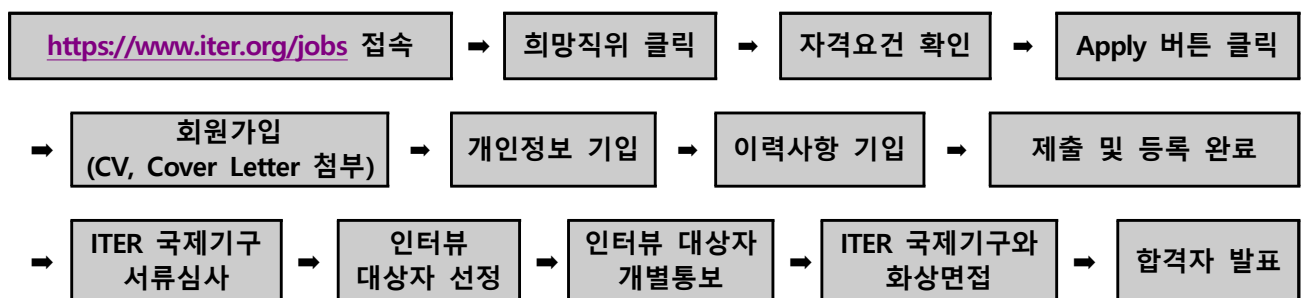 https://www.iter.org/jobs 접속 ➡ 희망직위 클릭 ➡ 자격요건 확인 ➡ Apply 버튼 클릭
➡ 회원가입
(CV, Cover Letter 첨부) ➡ 개인정보 기입 ➡ 이력사항 기입 ➡ 제출 및 등록 완료
➡ ITER 국제기구
서류심사 ➡ 인터뷰
대상자 선정 ➡ 인터뷰 대상자
개별통보 ➡ ITER 국제기구와
화상면접 ➡ 합격자 발표